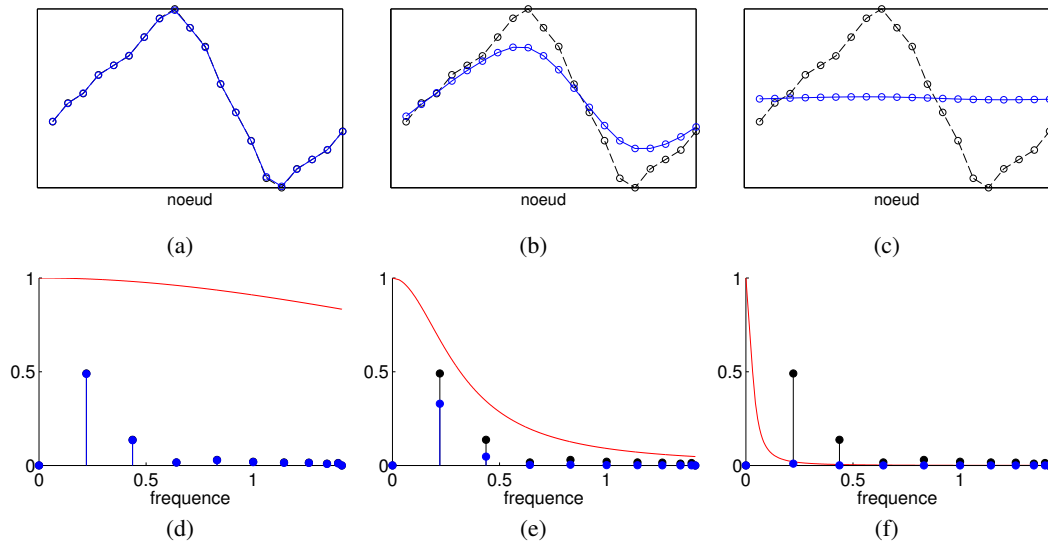 noeud noeud noeud
(a) (b) (c)
1 1 1
0.5 0.5 0.5
0 0 0
0 0.5 1 0 0.5 1 0 0.5 1
frequence frequence frequence
(d) (e) (f)